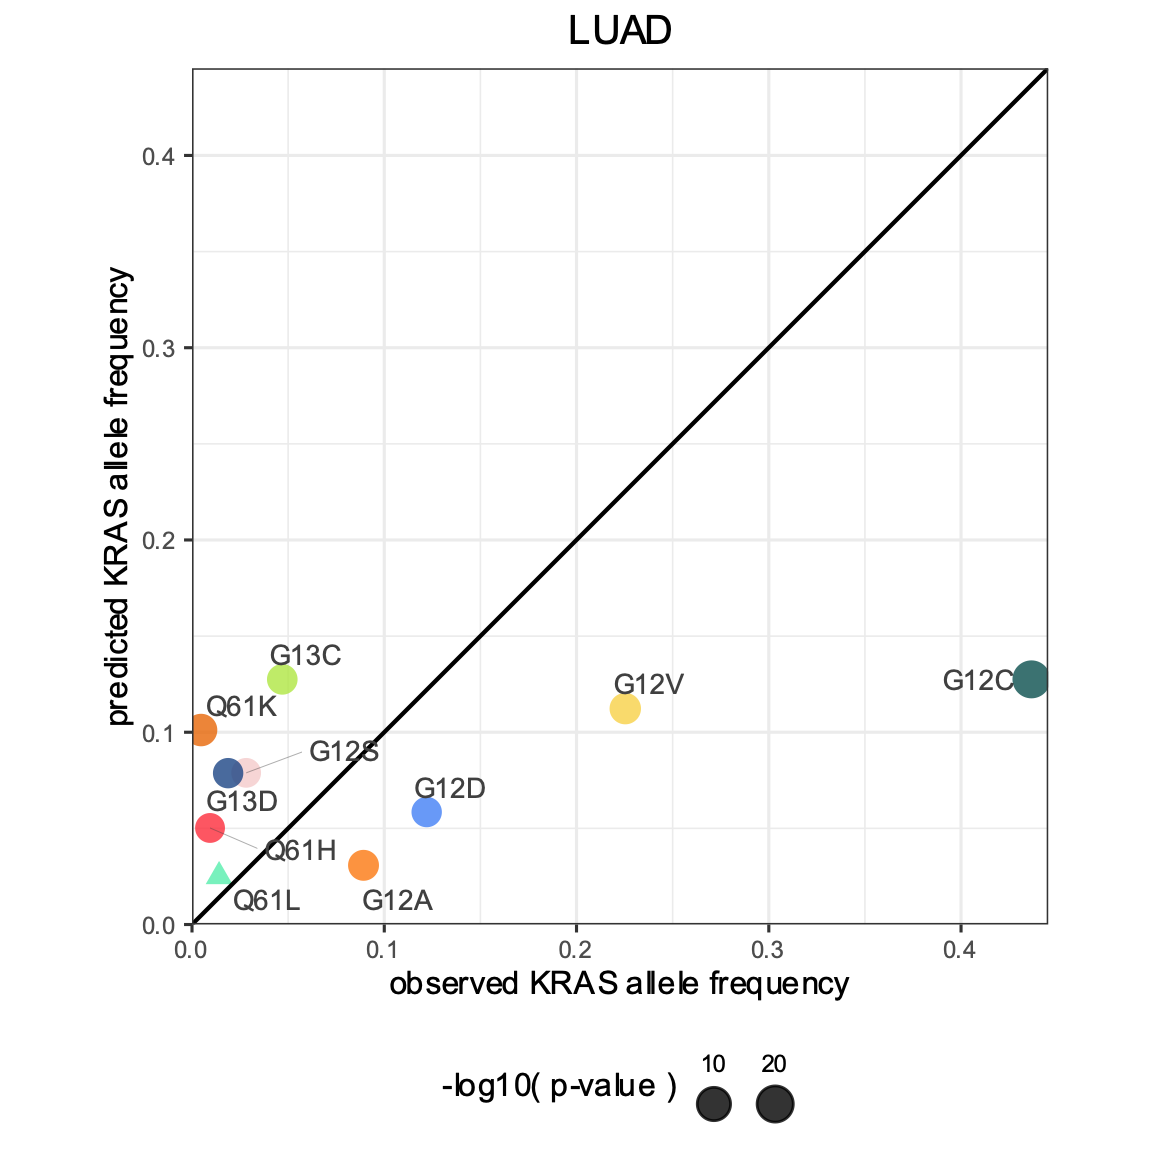 LUAD
predicted KRAS allele frequency
0.4
0.3
0.2
0.1
0.0
G13C
Q61K
G12V
G12C
G12S
G13D
G12D
Q61H
Q61L
G12A
0.0 0.1 0.2 0.3 0.4
observed KRAS allele frequency
10 20
-log10( p-value )